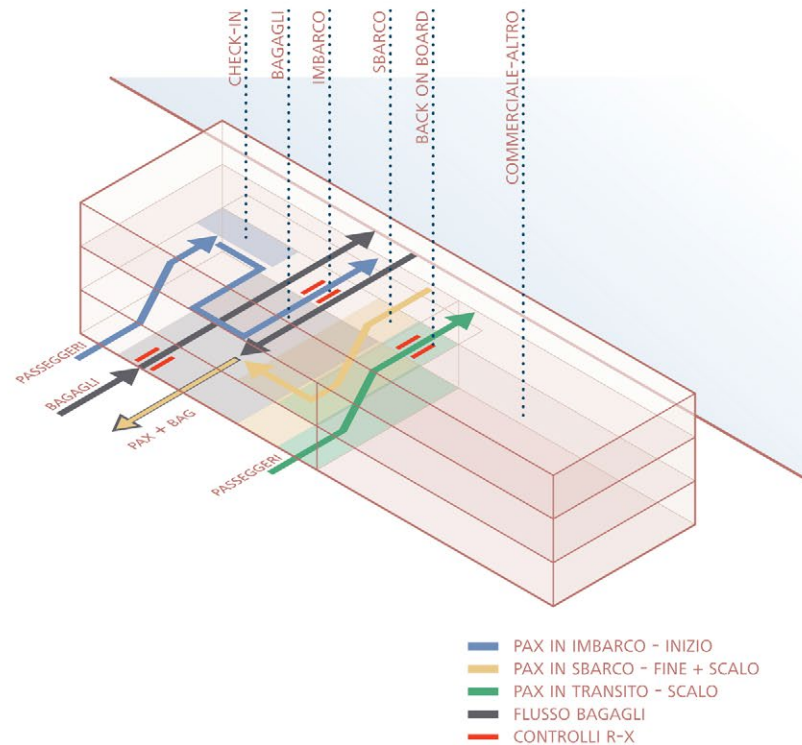 CHECK-IN
BAGAGLI
IMBARCO
SBARCO
BACK ON BOARD
COMMERCIALE-ALTRO
PASSEGGERI
BAGAGLI
PAX + BAG
PASSEGGERI
PAX IN IMBARCO - INIZIO
PAX IN SBARCO - FINE + SCALO
PAX IN TRANSITO - SCALO
FLUSSO BAGAGLI
CONTROLLI R-X